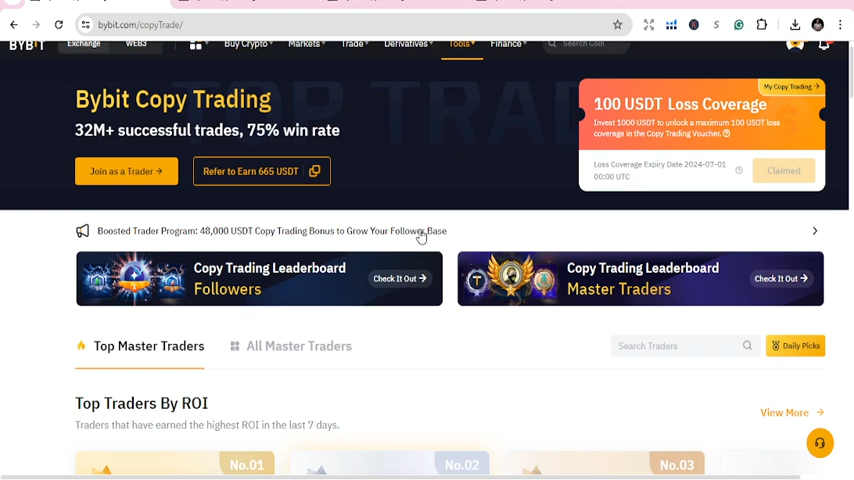 bybit.com/copyTrade/
BYBIT
Exchange
WEB3
Buy Crypto
Markets
Trade
Derivatives
Tools
Finance
Search Coin
Bybit Copy Trading
32M+ successful trades, 75% win rate
Join as a Trader →
Refer to Earn 665 USDT
My Copy Trading →
100 USDT Loss Coverage
Invest 1000 USDT to unlock a maximum 100 USDT loss
coverage in the Copy Trading Voucher.
Loss Coverage Expiry Date 2024-07-01
00:00 UTC
Claimed
TOP TRAD
Boosted Trader Program: 48,000 USDT Copy Trading Bonus to Grow Your Follower Base
Copy Trading Leaderboard
Followers
Check It Out →
Copy Trading Leaderboard
Master Traders
Check It Out →
Top Master Traders
All Master Traders
Search Traders
Daily Picks
Top Traders By ROI
Traders that have earned the highest ROI in the last 7 days.
View More →
No.01
No.02
No.03